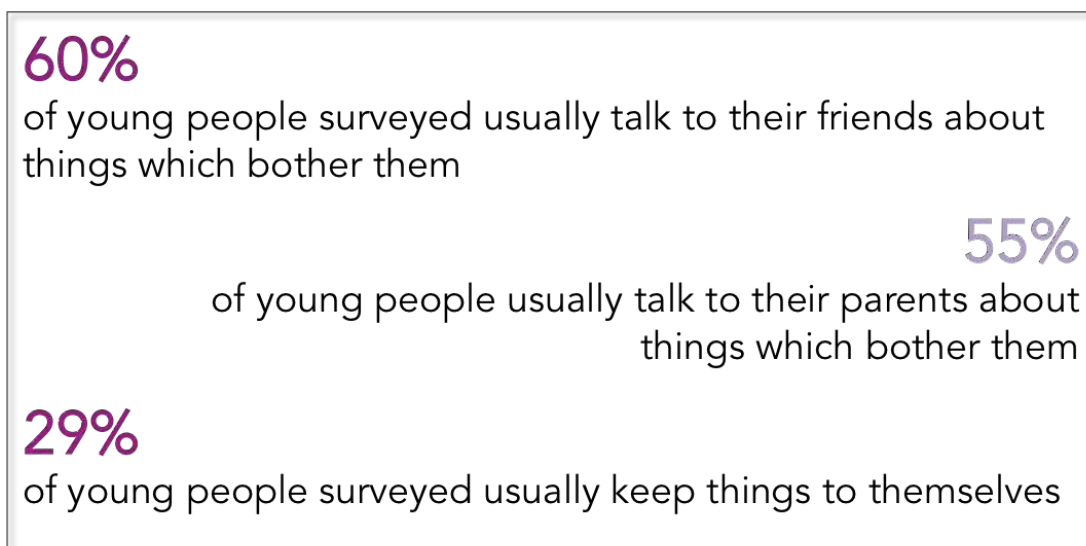 60%
of young people surveyed usually talk to their friends about
things which bother them
55%
of young people usually talk to their parents about
things which bother them
29%
of young people surveyed usually keep things to themselves